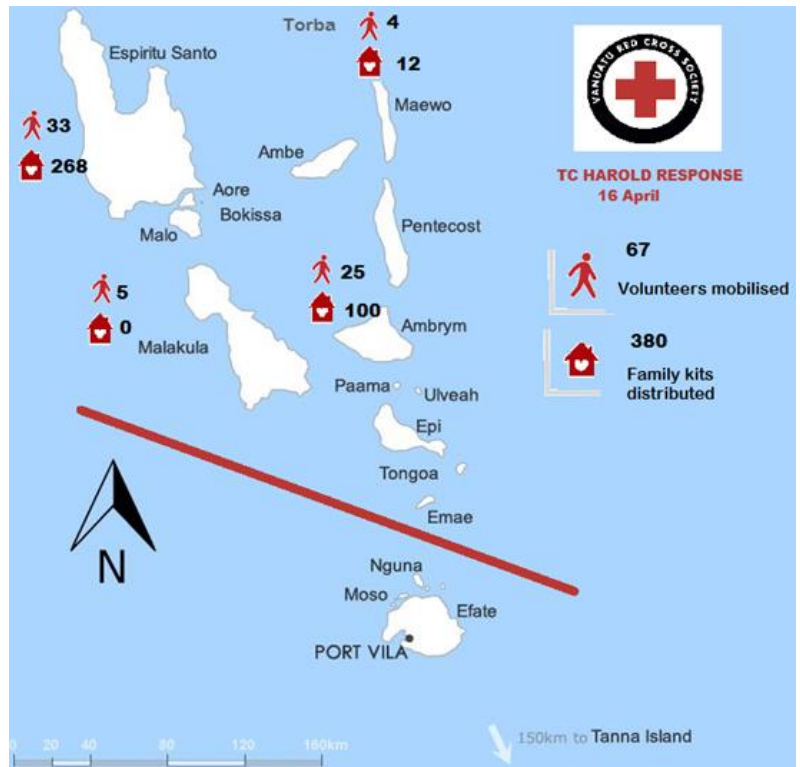 Torba
4
12
Espiritu Santo
Maewo
33
268
Ambe
Aore
Bokissa
Malo
Pentecost
5
0
Malakula
25
100
Ambrym
Paama
Ulveah
Epi
Tongoa
Emae
N
Nguna
Moso
Efate
PORT VILA
0 20 40 80 120 160km
150km to Tanna Island
VANUATU RED CROSS SOCIETY
TC HAROLD RESPONSE
16 April
67
Volunteers mobilised
380
Family kits
distributed